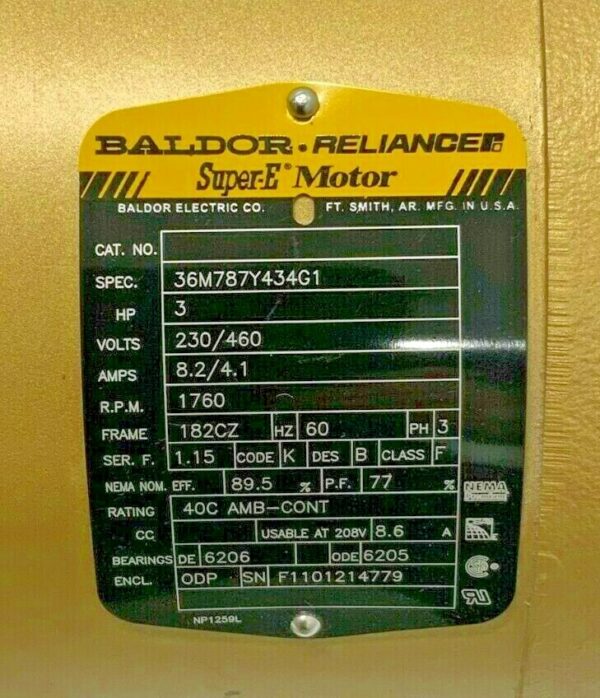 BALDOR • RELIANCER
Super-E® Motor
BALDOR ELECTRIC CO. FT. SMITH, AR. MFG. IN U.S.A.
CAT. NO.
SPEC. 36M787Y434G1
HP 3
VOLTS 230/460
AMPS 8.2/4.1
R.P.M. 1760
FRAME 182CZ HZ 60 PH 3
SER. F. 1.15 CODE K DES B CLASS F
NEMA NOM. EFF. 89.5 % P.F. 77 %
RATING 40C AMB-CONT
NEMA
CC USABLE AT 208V 8.6 A
BEARINGS DE 6206 ODE 6205
ENCL. ODP SN F1101214779
NP1259L